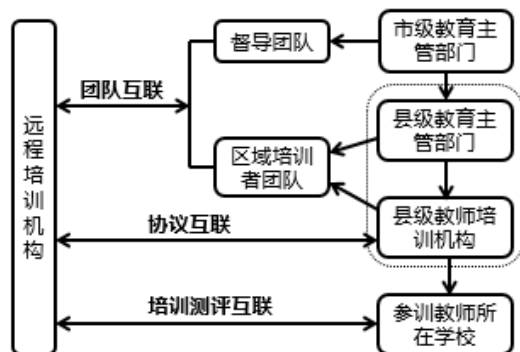 督导团队
市级教育主
管部门
团队互联
县级教育主
管部门
远
程
培
训
机
构
区域培训
者团队
协议互联
县级教师培
训机构
培训测评互联
参训教师所
在学校